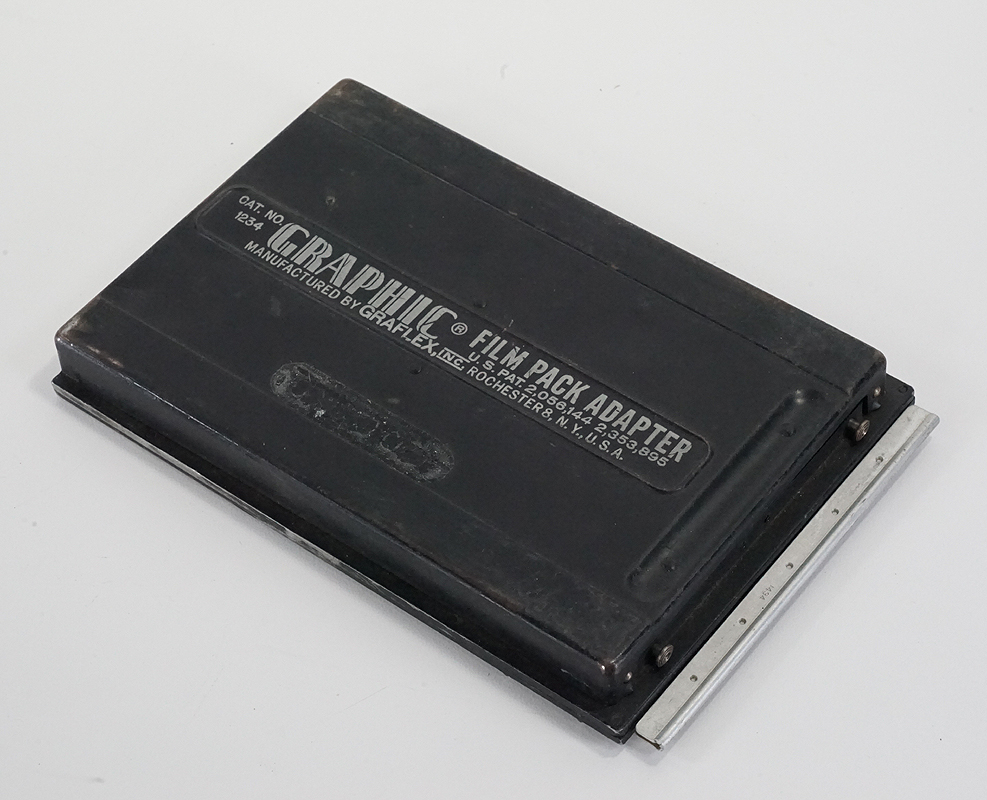 CAT. NO.
1234
GRAPHIC® FILM PACK ADAPTER
U.S. PAT. 2,056,144 2,353,895
MANUFACTURED BY GRAFLEX, INC. ROCHESTER 8, N.Y., U.S.A.